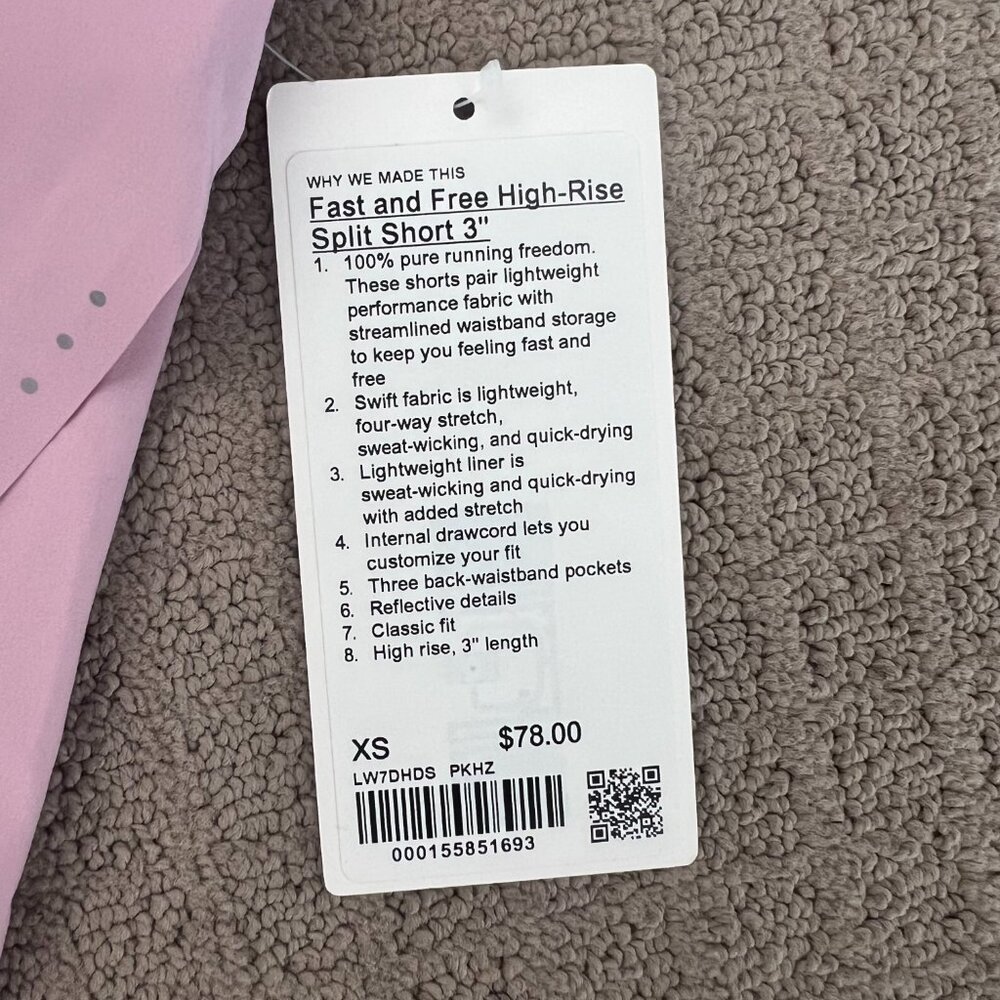 WHY WE MADE THIS
Fast and Free High-Rise
Split Short 3"
1. 100% pure running freedom.
These shorts pair lightweight
performance fabric with
streamlined waistband storage
to keep you feeling fast and
free
2. Swift fabric is lightweight,
four-way stretch,
sweat-wicking, and quick-drying
3. Lightweight liner is
sweat-wicking and quick-drying
with added stretch
4. Internal drawcord lets you
customize your fit
5. Three back-waistband pockets
6. Reflective details
7. Classic fit
8. High rise, 3" length
XS $78.00
LW7DHDS PKHZ
000155851693